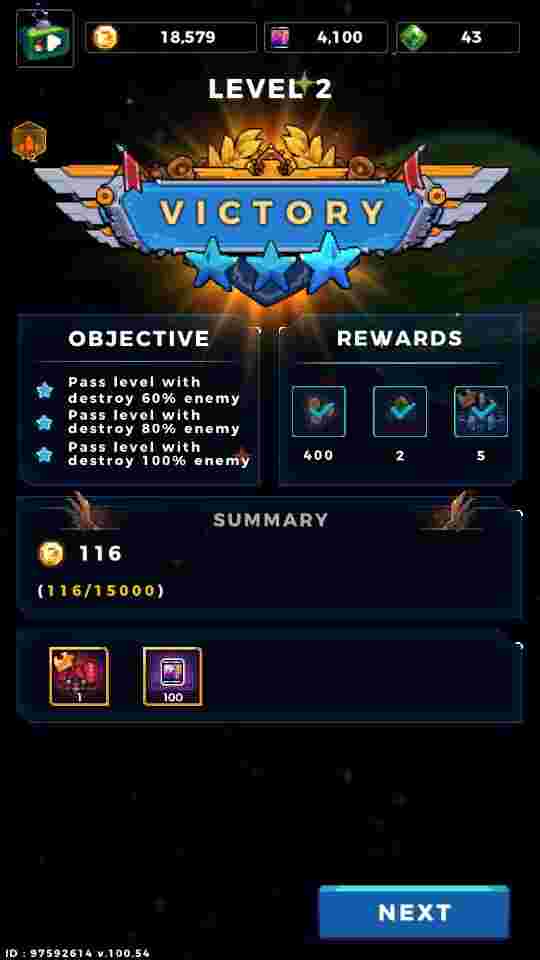 18,579
4,100
43
LEVEL 2
VICTORY
OBJECTIVE
Pass level with
destroy 60% enemy
Pass level with
destroy 80% enemy
Pass level with
destroy 100% enemy
REWARDS
400
2
5
SUMMARY
116
(116/15000)
1
100
NEXT
ID : 97592614 v.100.54